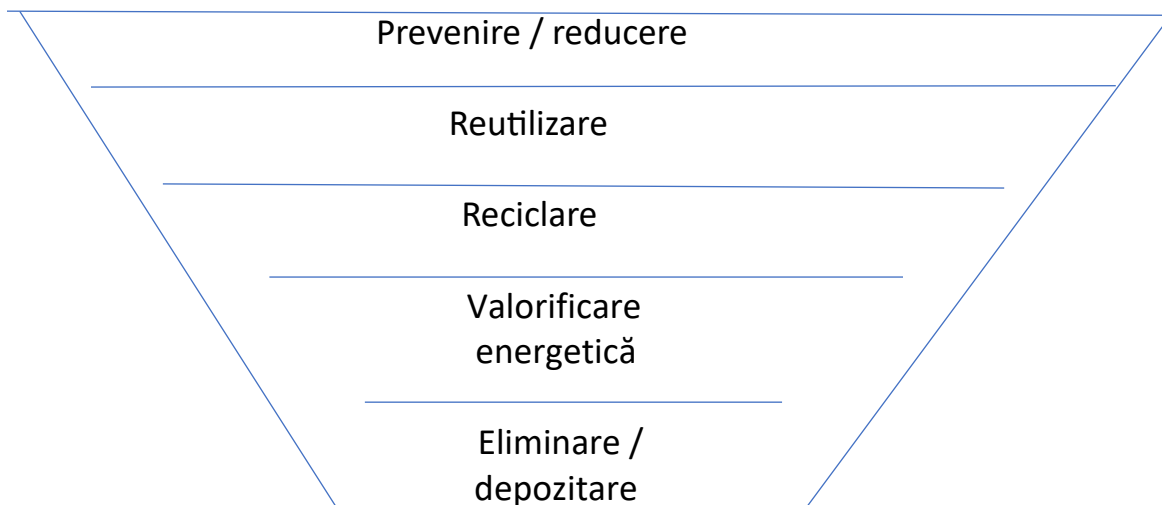 Prevenire / reducere
Reutilizare
Reciclare
Valorificare
energetică
Eliminare /
depozitare